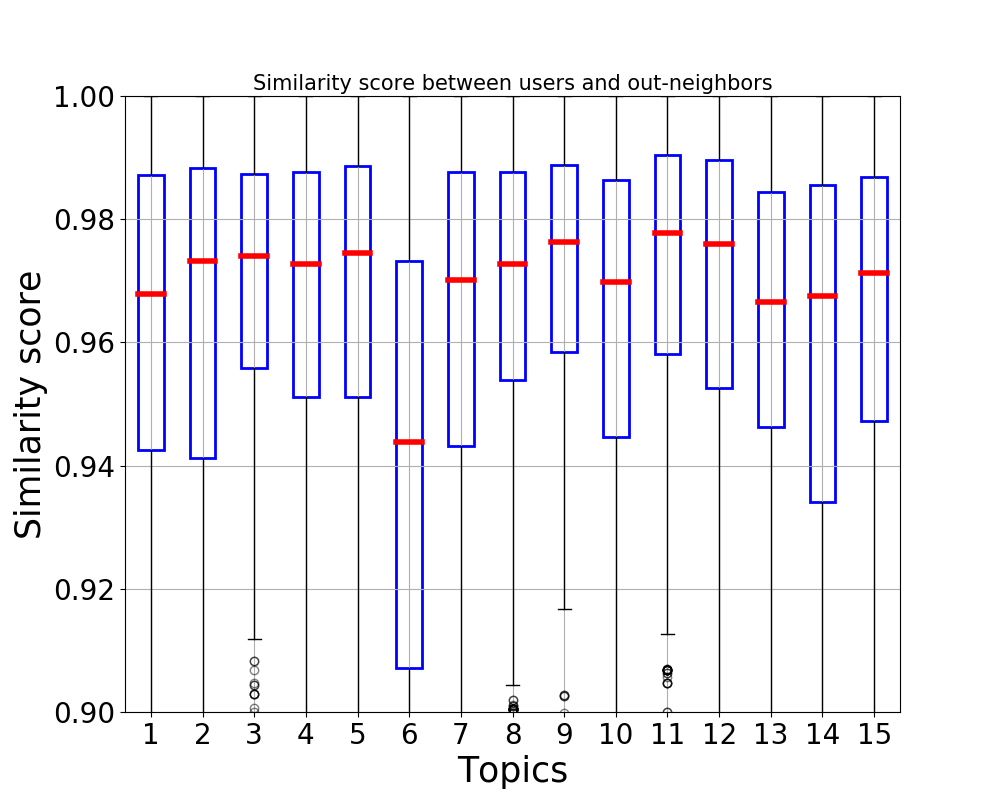 Similarity score between users and out-neighbors
1.00
0.98
0.96
0.94
0.92
0.90
Similarity score
1 2 3 4 5 6 7 8 9 10 11 12 13 14 15
Topics